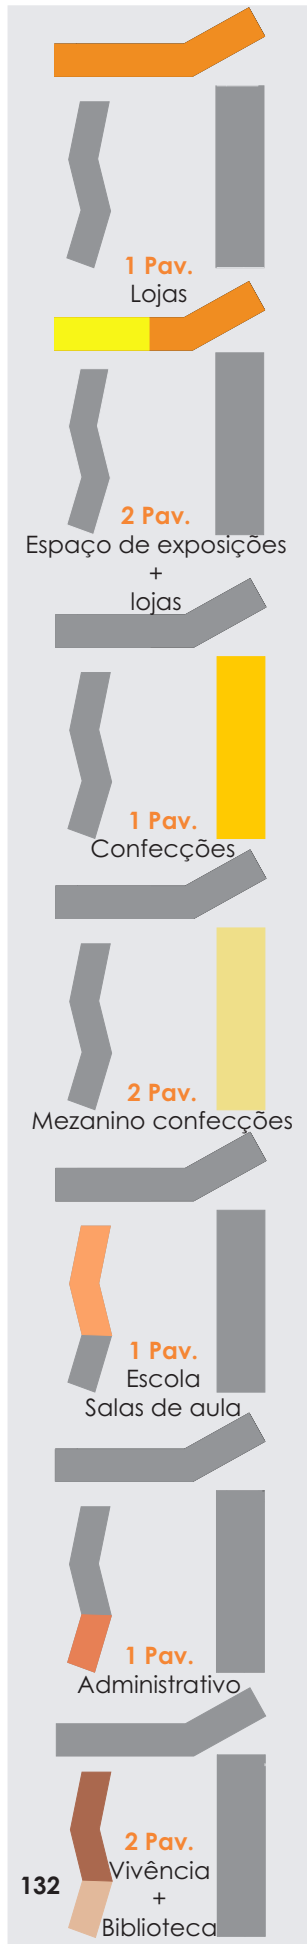 1 Pav.
Lojas
2 Pav.
Espaço de exposições
+
lojas
1 Pav.
Confecções
2 Pav.
Mezanino confecções
1 Pav.
Escola
Salas de aula
1 Pav.
Administrativo
2 Pav.
Vivência
132
+
Biblioteca